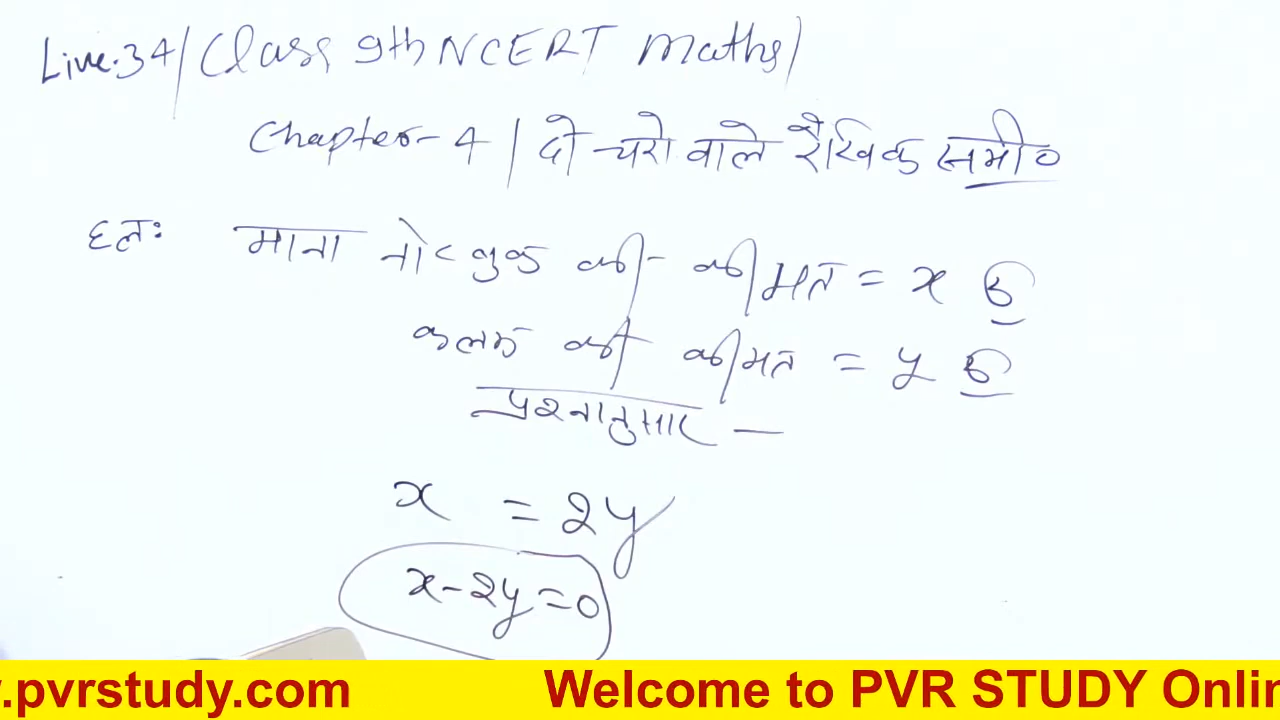 Live.34/Class 9th NCERT Maths/
Chapter-4/दो चरो वाले रैखिक समी०
हलः माना नोटबुक की कीमत = x रु
कलम की कीमत = y रु
प्रश्नानुसार —
x = 2y
x-2y=0
.pvrstudy.com Welcome to PVR STUDY Onlin